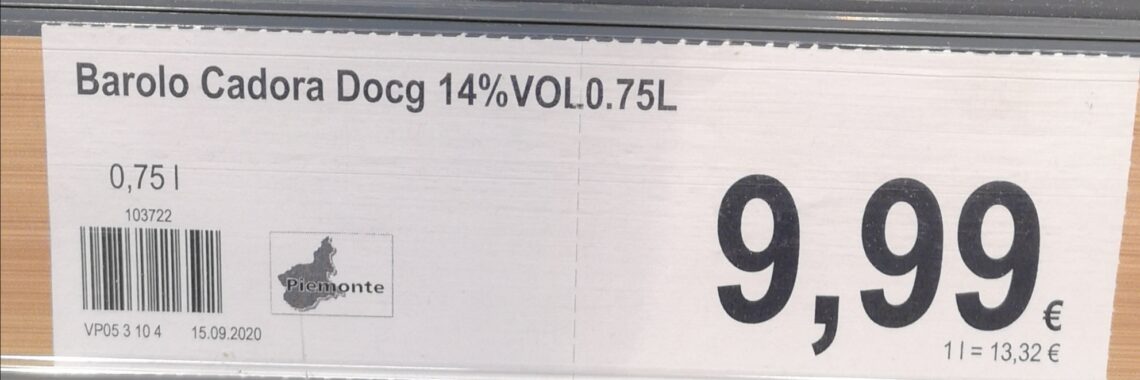 Barolo Cadora Docg 14%VOL0.75L
0,75 l
103722
Piemonte
9,99 €
VP05 3 10 4 15.09.2020
1 l = 13,32 €